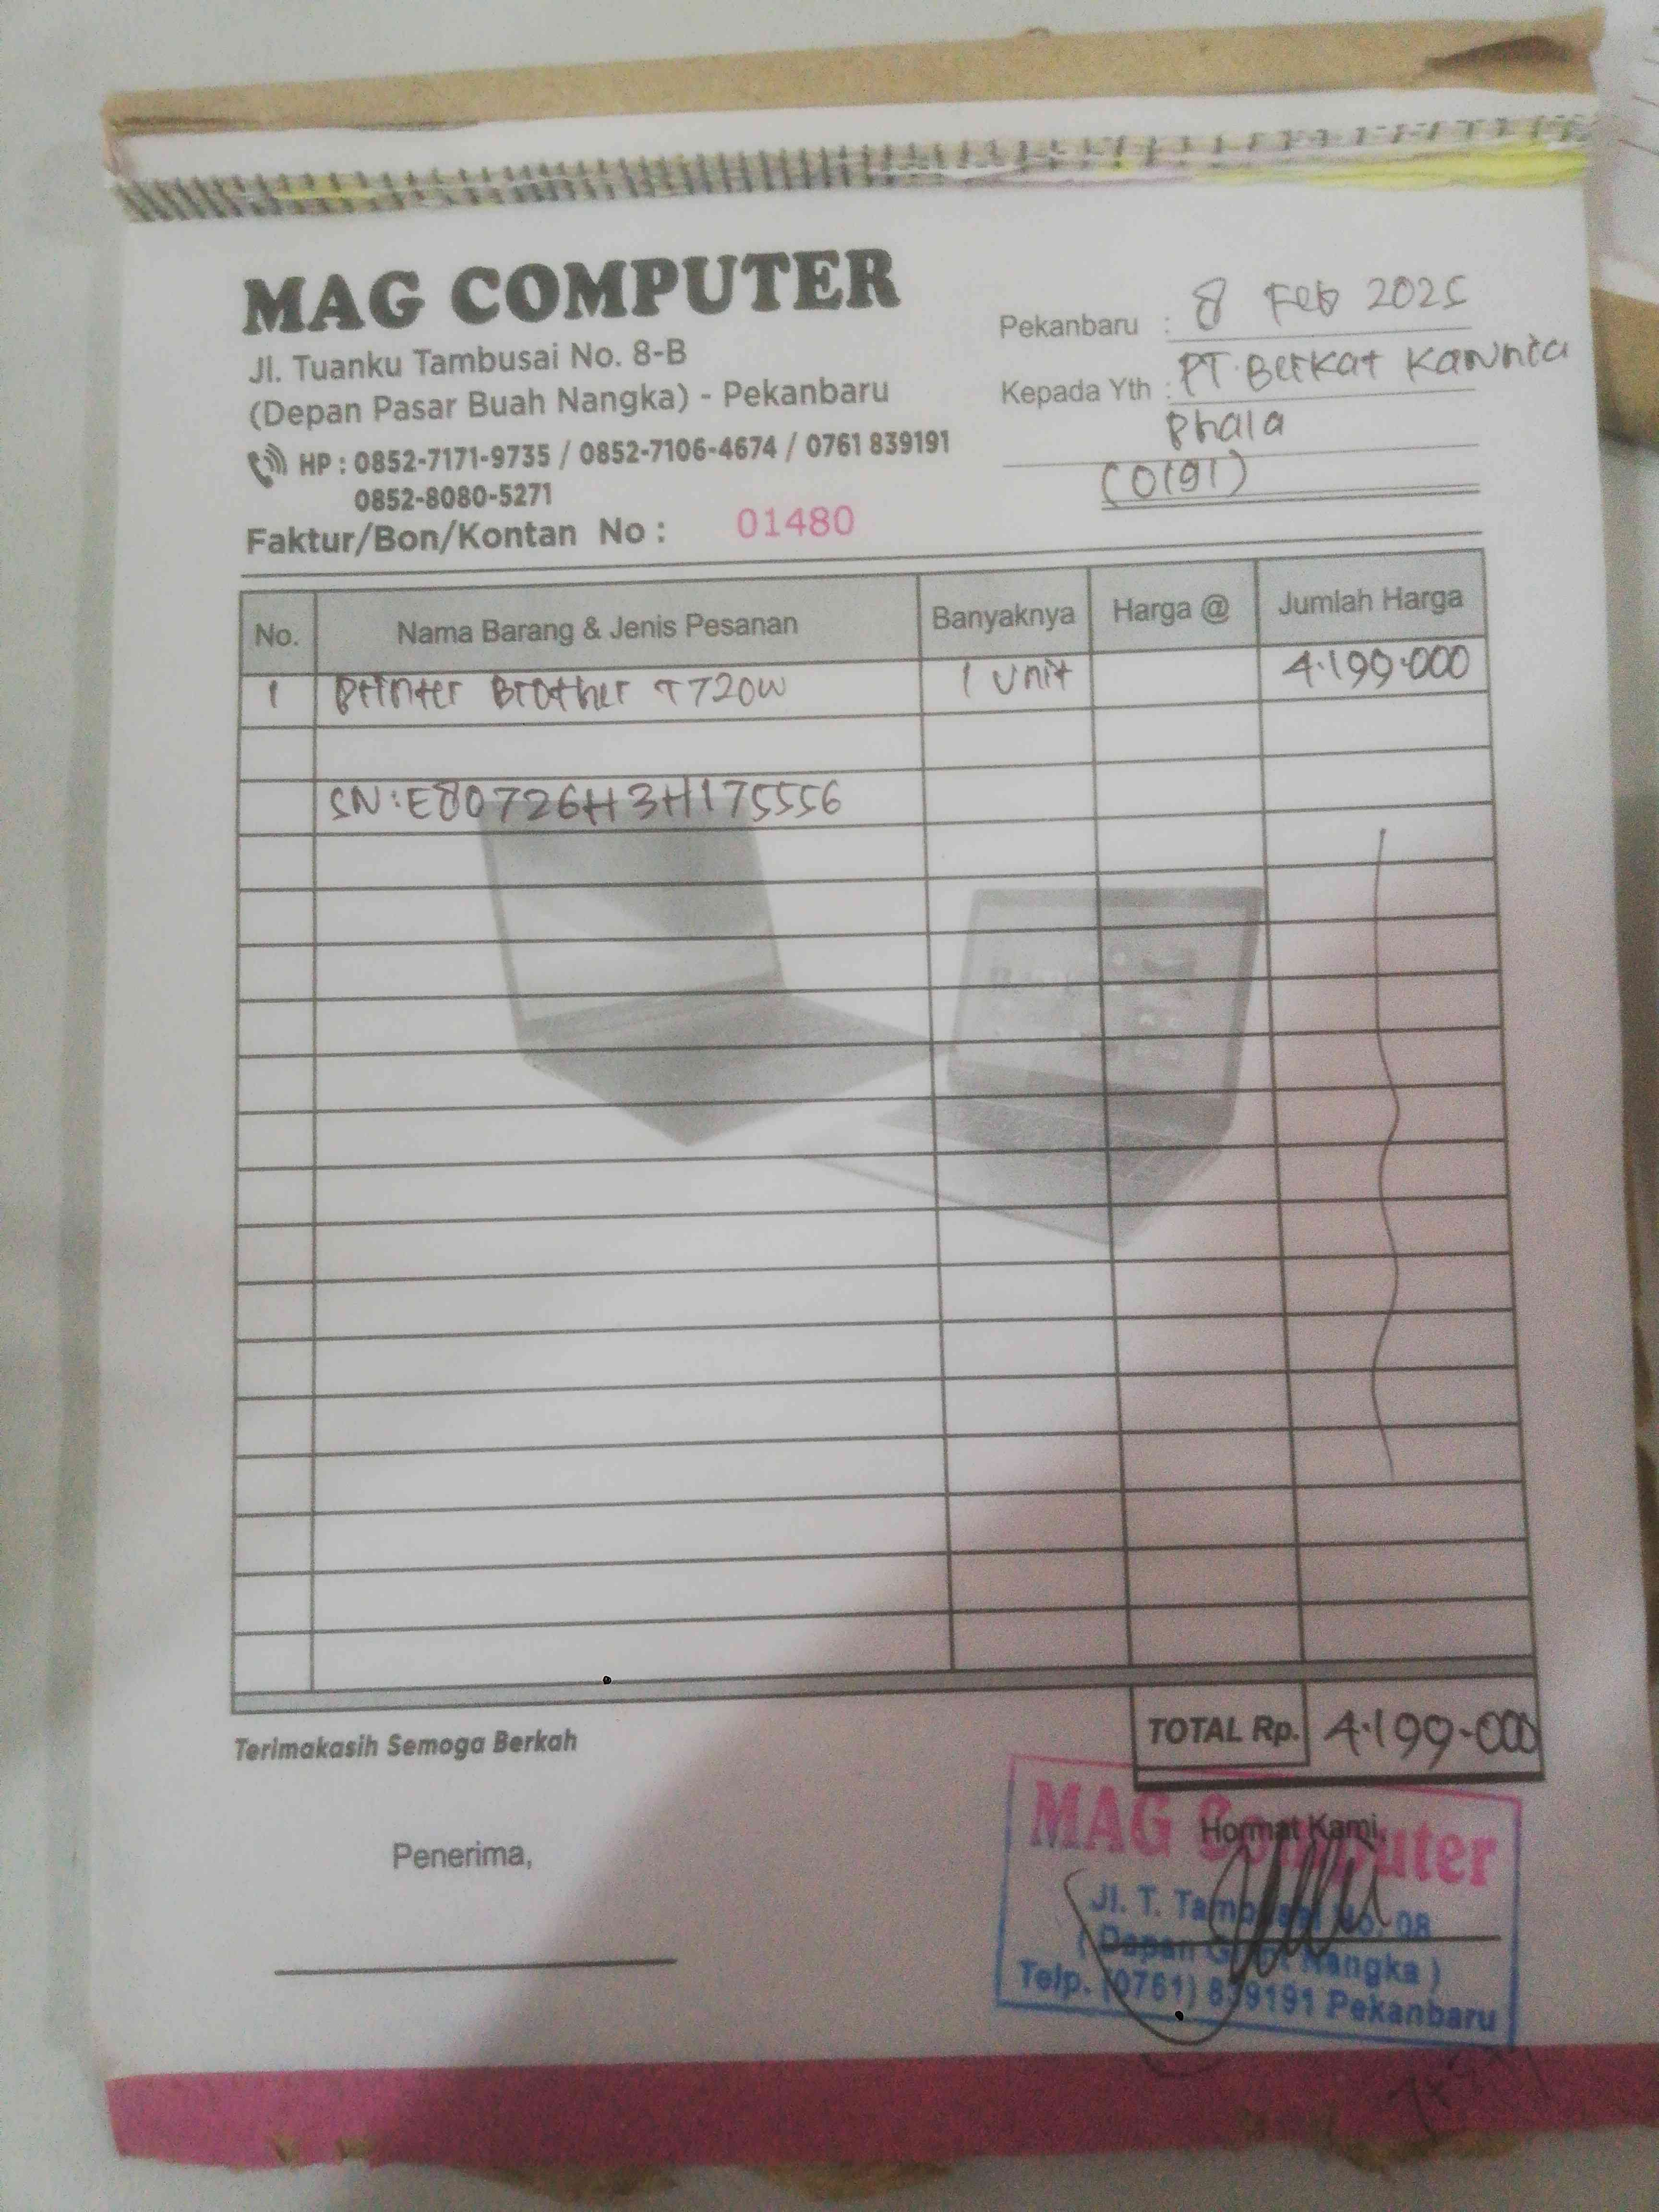 MAG COMPUTER
Jl. Tuanku Tambusai No. 8-B
(Depan Pasar Buah Nangka) - Pekanbaru
HP : 0852-7171-9735 / 0852-7106-4674 / 0761 839191
0852-8080-5271
Faktur/Bon/Kontan No : 01480
Pekanbaru : 8 Feb 2025
Kepada Yth : PT. Berkat Karunia
Phala
No. Nama Barang & Jenis Pesanan Banyaknya Harga @ Jumlah Harga
1 Printer Brother T720W 1 Unit 4.199.000
SN:E80726H3H175556
Terimakasih Semoga Berkah
TOTAL Rp. 4.199.000
Penerima,
Hormat Kami,
MAG Computer
Jl. T. Tambusai No. 08
(Depan Nangka)
Telp. (0761) 839191 Pekanbaru